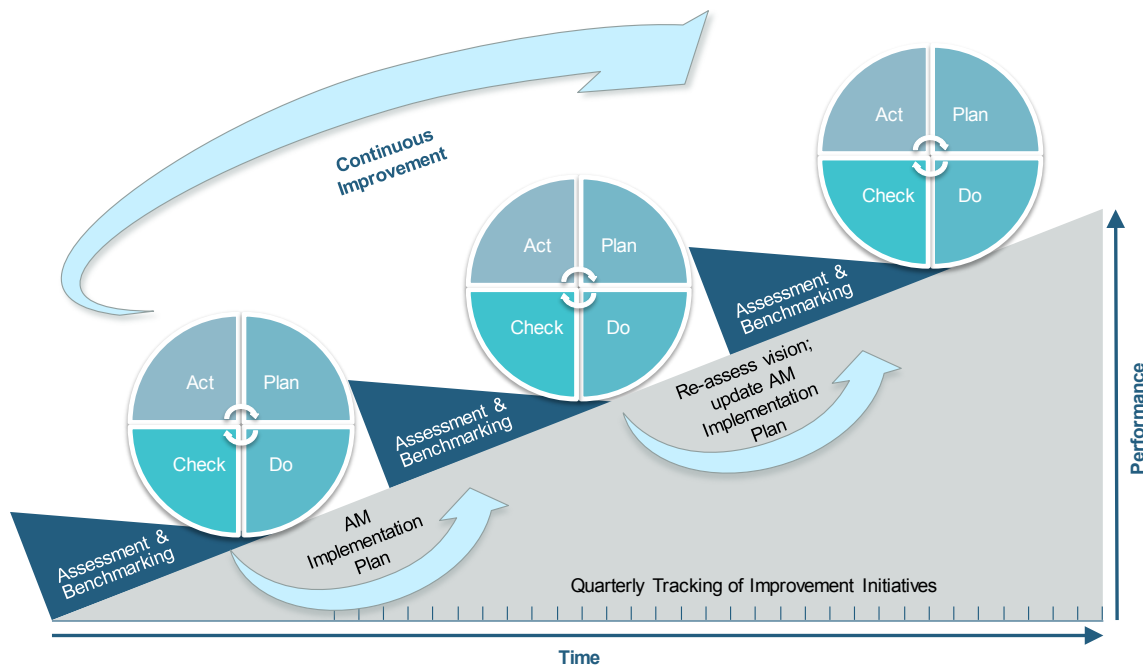 Continuous
Improvement
Act
Plan
Check
Do
Act
Plan
Check
Do
Act
Plan
Check
Do
Assessment &
Benchmarking
Assessment &
Benchmarking
Assessment &
Benchmarking
Re-assess vision;
update AM
Implementation
Plan
AM
Implementation
Plan
Performance
Quarterly Tracking of Improvement Initiatives
Time